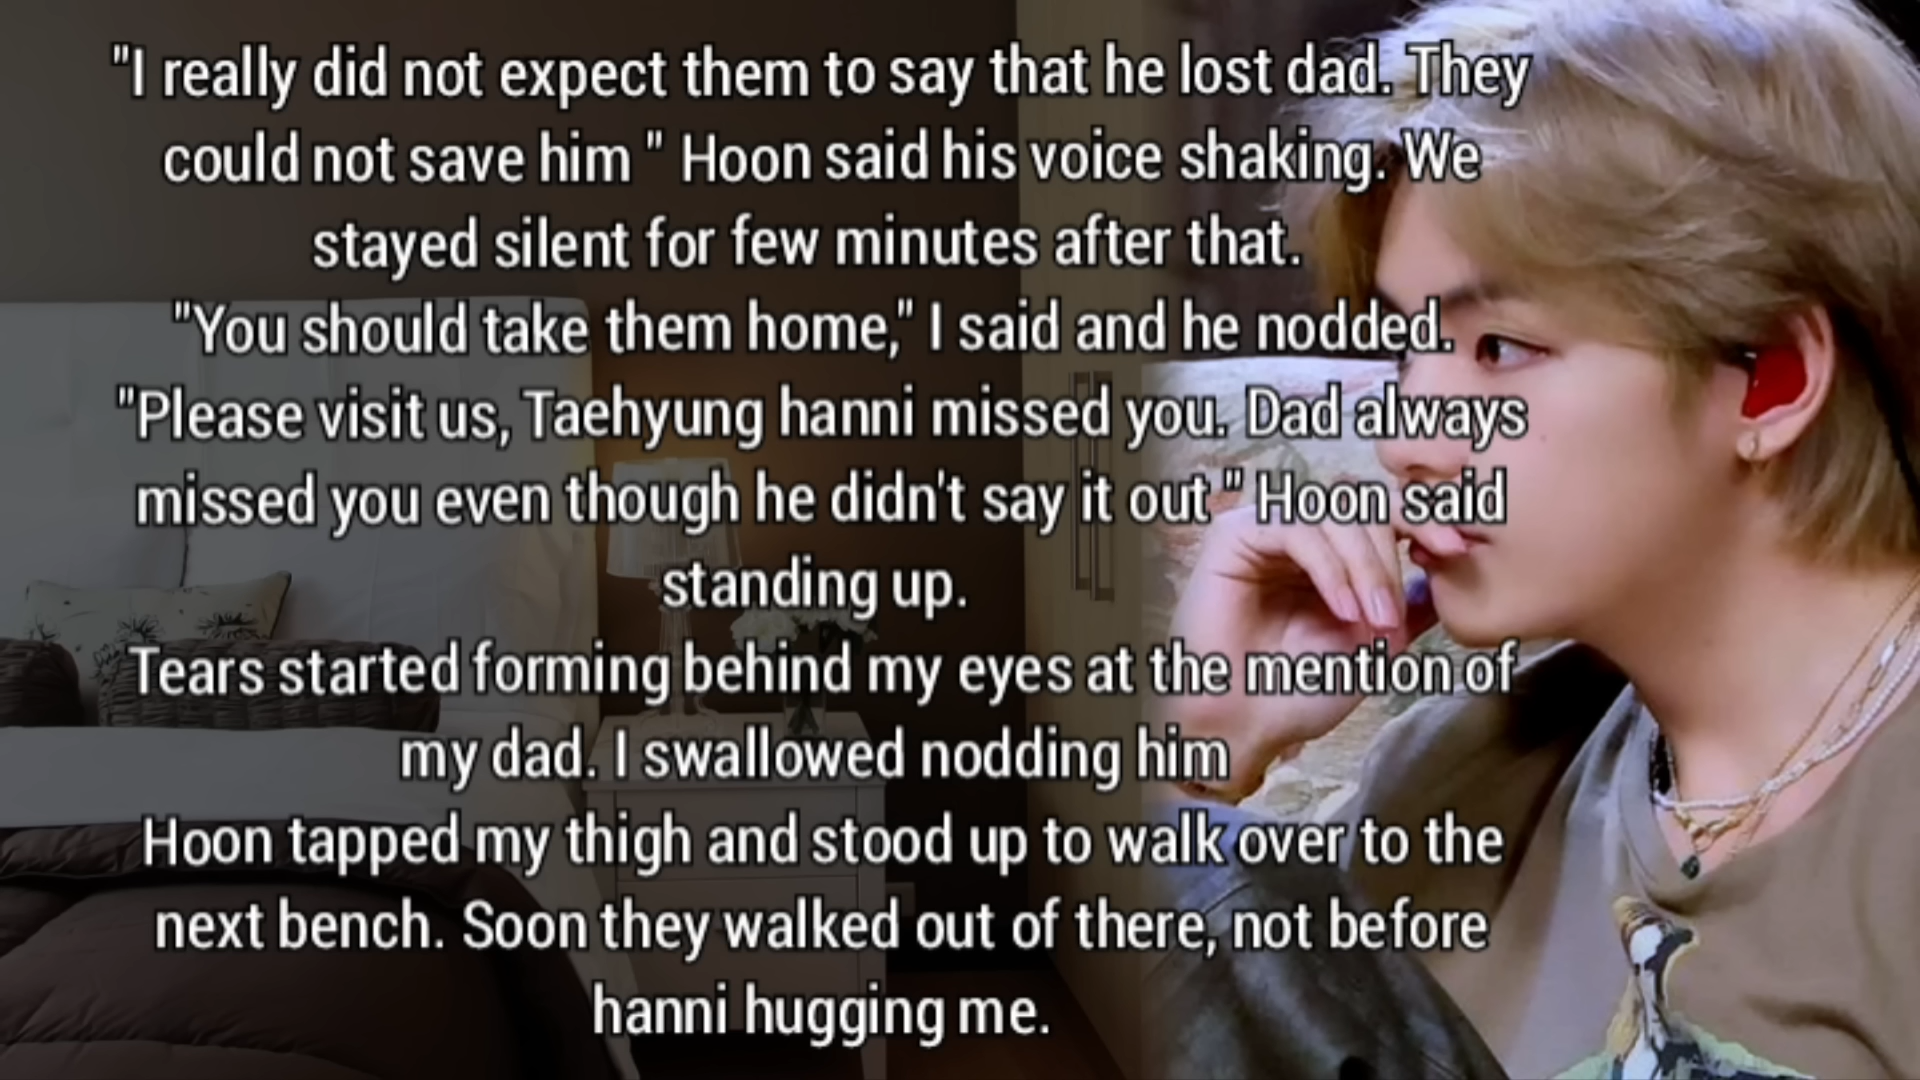 "I really did not expect them to say that he lost dad. They
could not save him " Hoon said his voice shaking. We
stayed silent for few minutes after that.
"You should take them home," I said and he nodded.
"Please visit us, Taehyung hanni missed you. Dad always
missed you even though he didn't say it out " Hoon said
standing up.
Tears started forming behind my eyes at the mention of
my dad. I swallowed nodding him
Hoon tapped my thigh and stood up to walk over to the
next bench. Soon they walked out of there, not before
hanni hugging me.